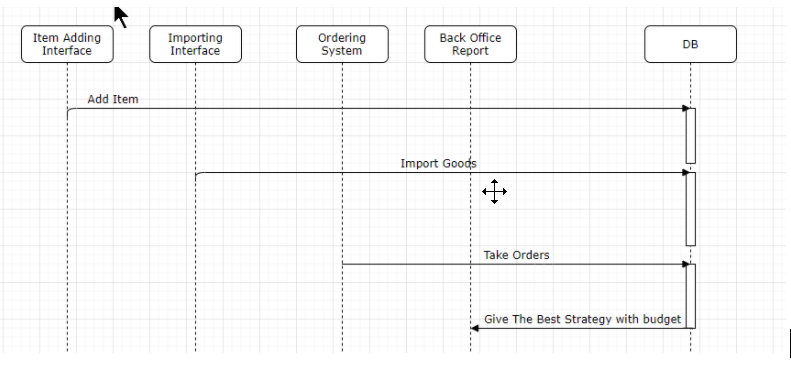 Item Adding
Interface
Importing
Interface
Ordering
System
Back Office
Report
DB
Add Item
Import Goods
Take Orders
Give The Best Strategy with budget